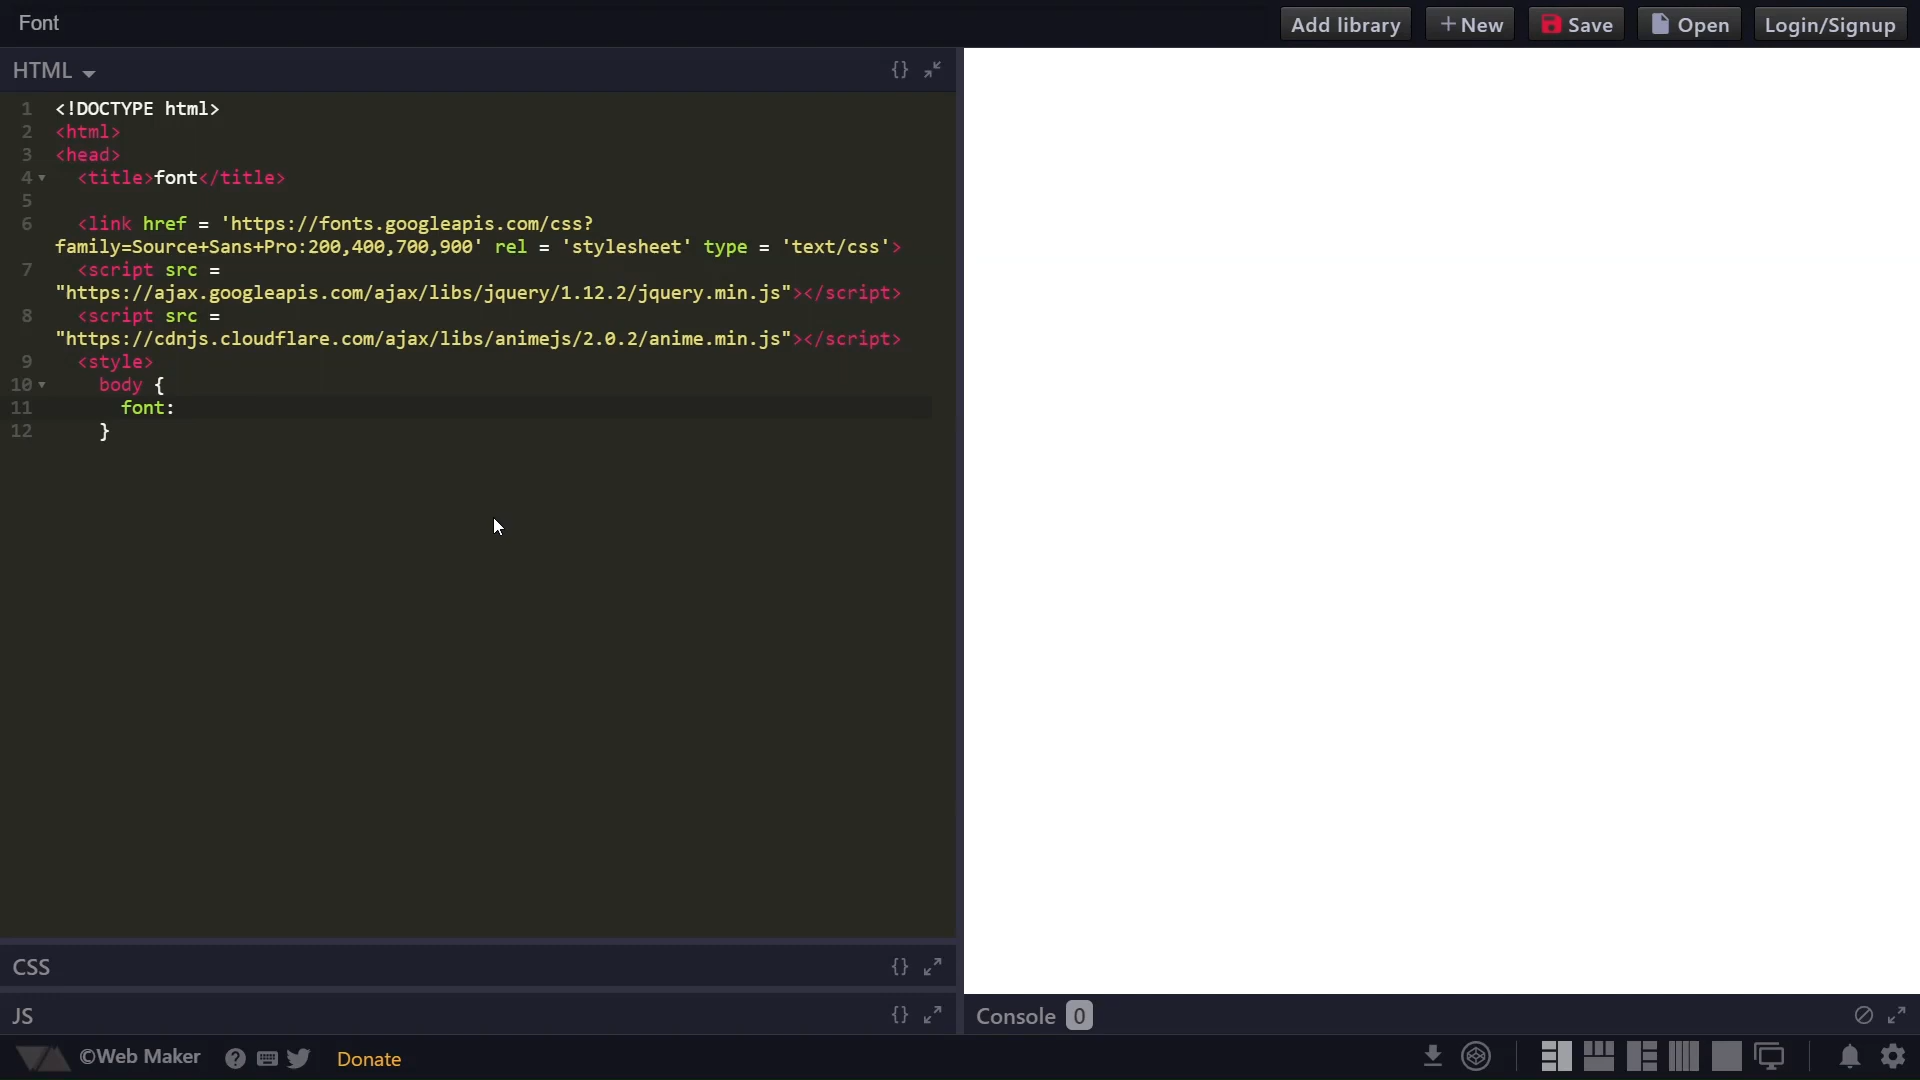 Font
Add library
+ New
Save
Open
Login/Signup
HTML
{}
1 <!DOCTYPE html>
2 <html>
3 <head>
4 <title>font</title>
5
6 <link href = 'https://fonts.googleapis.com/css?
family=Source+Sans+Pro:200,400,700,900' rel = 'stylesheet' type = 'text/css'>
7 <script src =
"https://ajax.googleapis.com/ajax/libs/jquery/1.12.2/jquery.min.js"></script>
8 <script src =
"https://cdnjs.cloudflare.com/ajax/libs/animejs/2.0.2/anime.min.js"></script>
9 <style>
10 body {
11 font:
12 }
CSS
{}
JS
{}
Console 0
©Web Maker
?
Donate